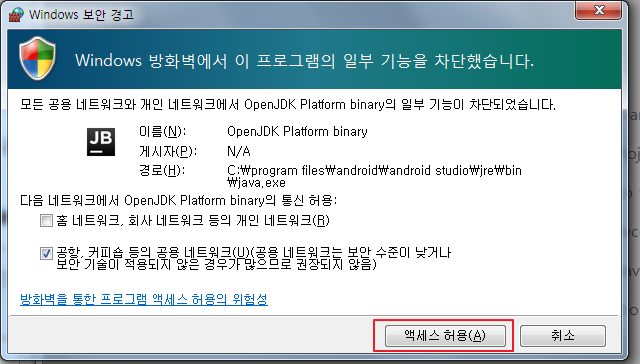 Windows 보안 경고
Windows 방화벽에서 이 프로그램의 일부 기능을 차단했습니다.
모든 공용 네트워크와 개인 네트워크에서 OpenJDK Platform binary의 일부 기능이 차단되었습니다.
JB
이름(N): OpenJDK Platform binary
게시자(P): N/A
경로(H): C:₩program files₩android₩android studio₩jre₩bin
₩java.exe
다음 네트워크에서 OpenJDK Platform binary의 통신 허용:
홈 네트워크, 회사 네트워크 등의 개인 네트워크(R)
공항, 커피숍 등의 공용 네트워크(U)(공용 네트워크는 보안 수준이 낮거나
보안 기술이 적용되지 않은 경우가 많으므로 권장되지 않음)
방화벽을 통한 프로그램 액세스 허용의 위험성
액세스 허용(A) 취소